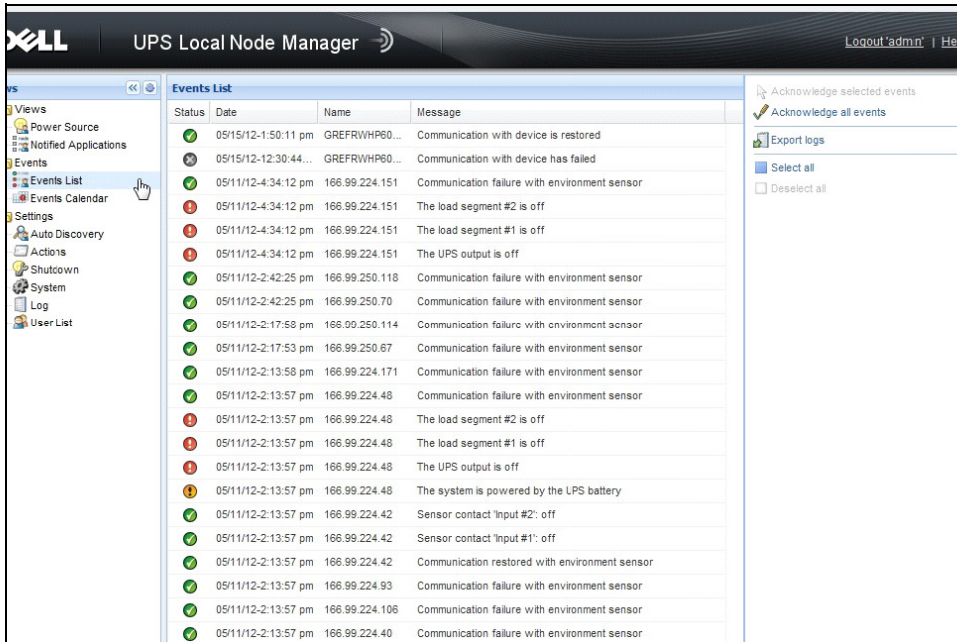 DELL
UPS Local Node Manager
Logout 'admin' | He
ws
Views
Power Source
Notified Applications
Events
Events List
Events Calendar
Settings
Auto Discovery
Actions
Shutdown
System
Log
User List
Events List
Status Date Name Message
05/15/12-1:50:11 pm GREFRWHP60... Communication with device is restored
05/15/12-12:30:44... GREFRWHP60... Communication with device has failed
05/11/12-4:34:12 pm 166.99.224.151 Communication failure with environment sensor
05/11/12-4:34:12 pm 166.99.224.151 The load segment #2 is off
05/11/12-4:34:12 pm 166.99.224.151 The load segment #1 is off
05/11/12-4:34:12 pm 166.99.224.151 The UPS output is off
05/11/12-2:42:25 pm 166.99.250.118 Communication failure with environment sensor
05/11/12-2:42:25 pm 166.99.250.70 Communication failure with environment sensor
05/11/12-2:17:58 pm 166.99.250.114 Communication failure with environment sensor
05/11/12-2:17:53 pm 166.99.250.67 Communication failure with environment sensor
05/11/12-2:13:58 pm 166.99.224.171 Communication failure with environment sensor
05/11/12-2:13:57 pm 166.99.224.48 Communication failure with environment sensor
05/11/12-2:13:57 pm 166.99.224.48 The load segment #2 is off
05/11/12-2:13:57 pm 166.99.224.48 The load segment #1 is off
05/11/12-2:13:57 pm 166.99.224.48 The UPS output is off
05/11/12-2:13:57 pm 166.99.224.48 The system is powered by the UPS battery
05/11/12-2:13:57 pm 166.99.224.42 Sensor contact 'Input #2': off
05/11/12-2:13:57 pm 166.99.224.42 Sensor contact 'Input #1': off
05/11/12-2:13:57 pm 166.99.224.42 Communication restored with environment sensor
05/11/12-2:13:57 pm 166.99.224.93 Communication failure with environment sensor
05/11/12-2:13:57 pm 166.99.224.106 Communication failure with environment sensor
05/11/12-2:13:57 pm 166.99.224.40 Communication failure with environment sensor
Acknowledge selected events
Acknowledge all events
Export logs
Select all
Deselect all